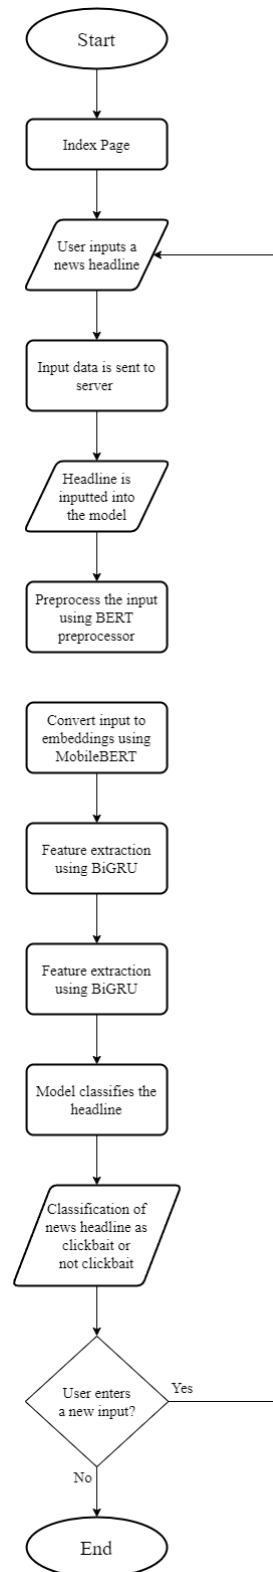 Start
Index Page
User inputs a
news headline
Input data is sent to
server
Headline is
inputted into
the model
Preprocess the input
using BERT
preprocessor
Convert input to
embeddings using
MobileBERT
Feature extraction
using BiGRU
Feature extraction
using BiGRU
Model classifies the
headline
Classification of
news headline as
clickbait or
not clickbait
User enters
a new input?
Yes
No
End